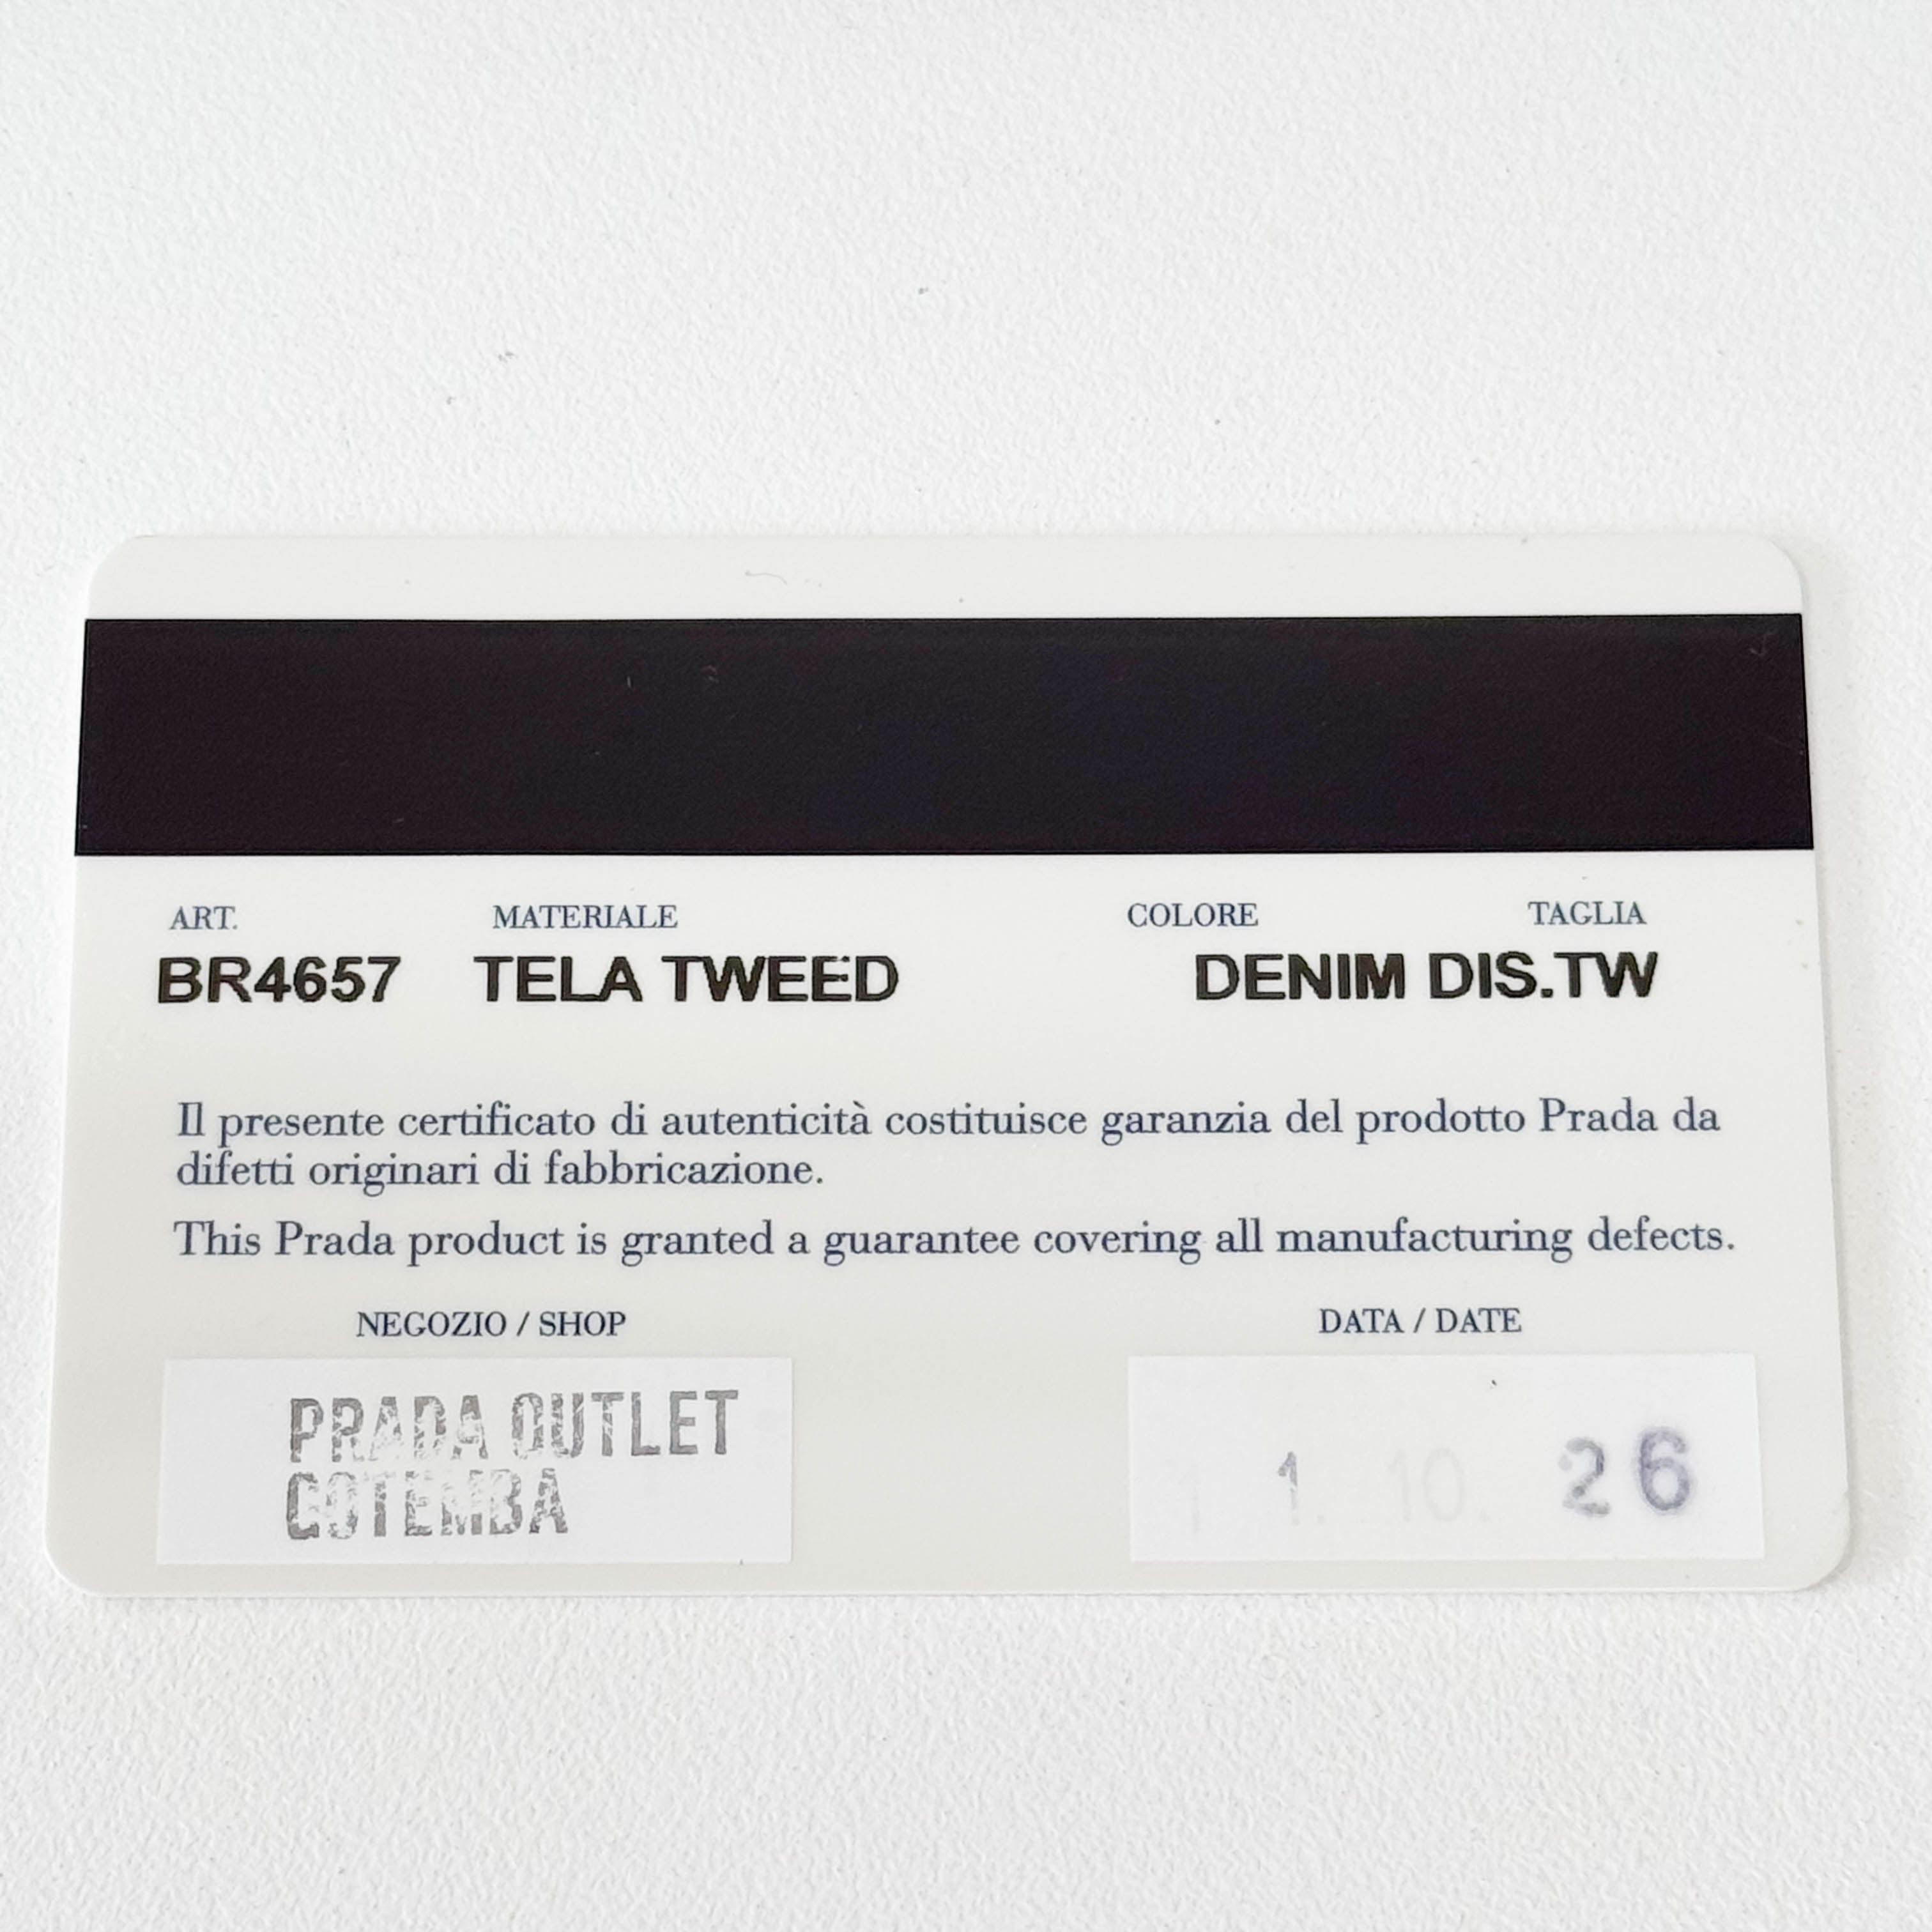 ART. MATERIALE COLORE TAGLIA
BR4657 TELA TWEED DENIM DIS.TW
Il presente certificato di autenticità costituisce garanzia del prodotto Prada da
difetti originari di fabbricazione.
This Prada product is granted a guarantee covering all manufacturing defects.
NEGOZIO / SHOP DATA / DATE
PRADA OUTLET
GOTEMBA
1. 10. 26